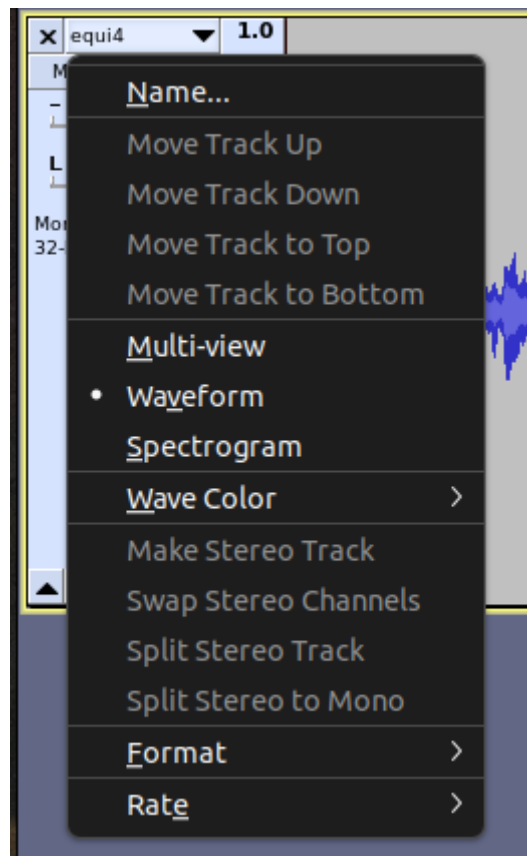 equi4
1.0
Name...
Move Track Up
Move Track Down
Move Track to Top
Move Track to Bottom
Multi-view
Waveform
Spectrogram
Wave Color
Make Stereo Track
Swap Stereo Channels
Split Stereo Track
Split Stereo to Mono
Format
Rate
L